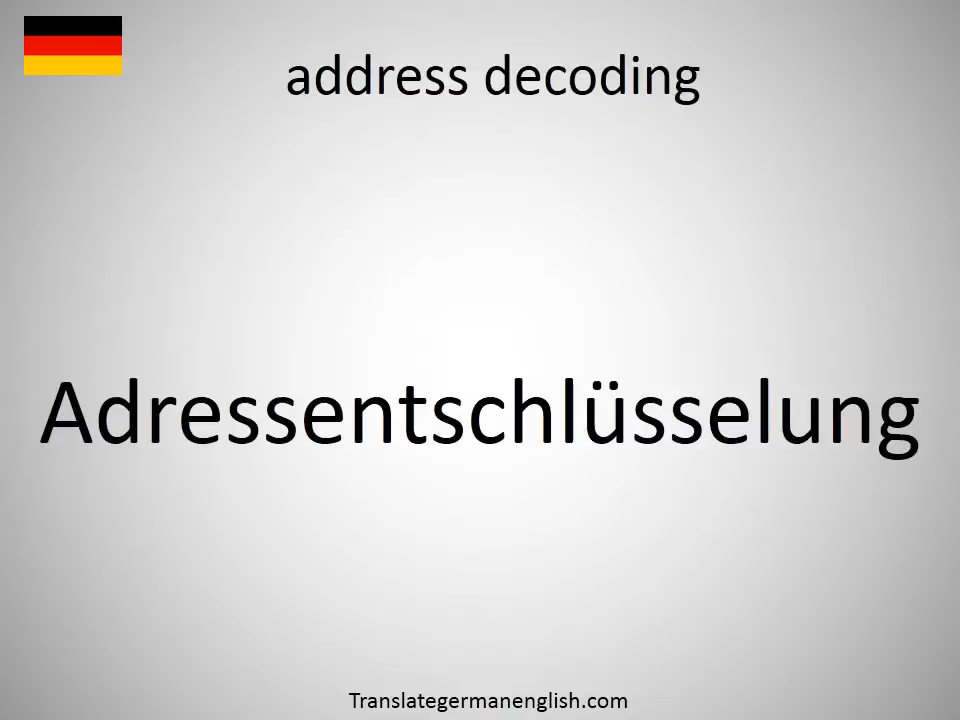 address decoding
Adressentschlüsselung
Translategermanenglish.com